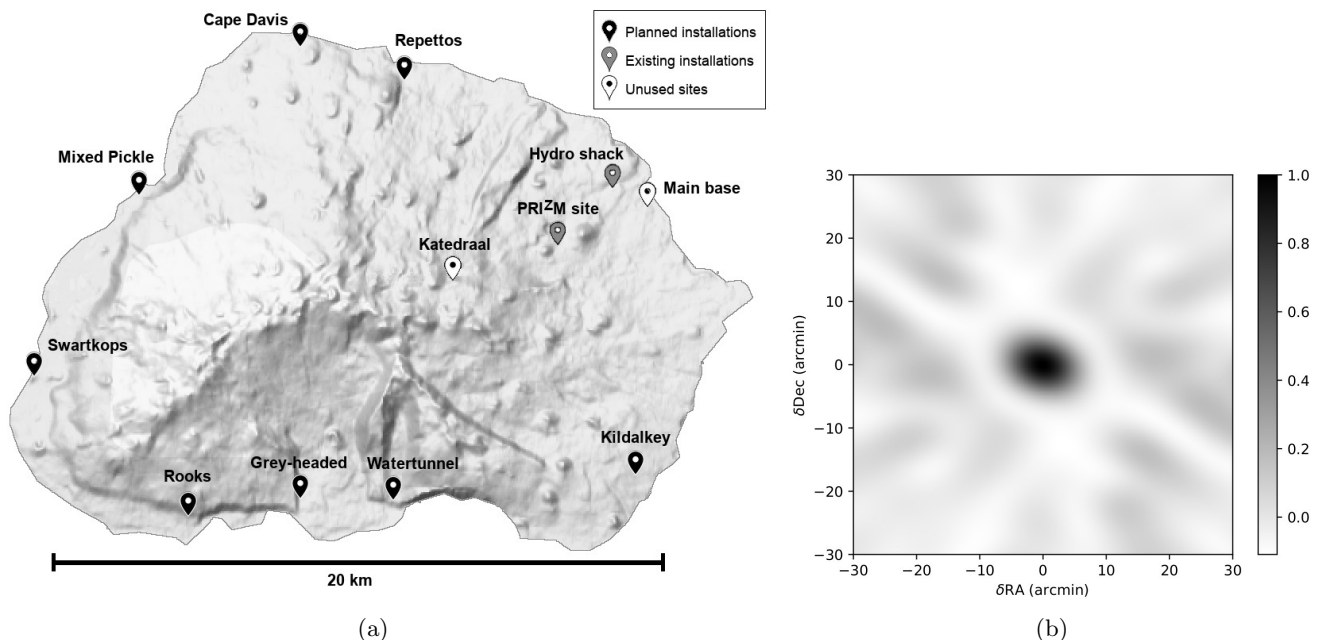 Cape Davis
Repettos
Planned installations
Existing installations
Unused sites
Mixed Pickle
Hydro shack
Main base
PRIZM site
Katedraal
Swartkops
Kildalkey
Rooks
Grey-headed
Watertunnel
20 km
(a)
30
20
10
0
−10
−20
−30
δDec (arcmin)
−30 −20 −10 0 10 20 30
δRA (arcmin)
1.0
0.8
0.6
0.4
0.2
0.0
(b)